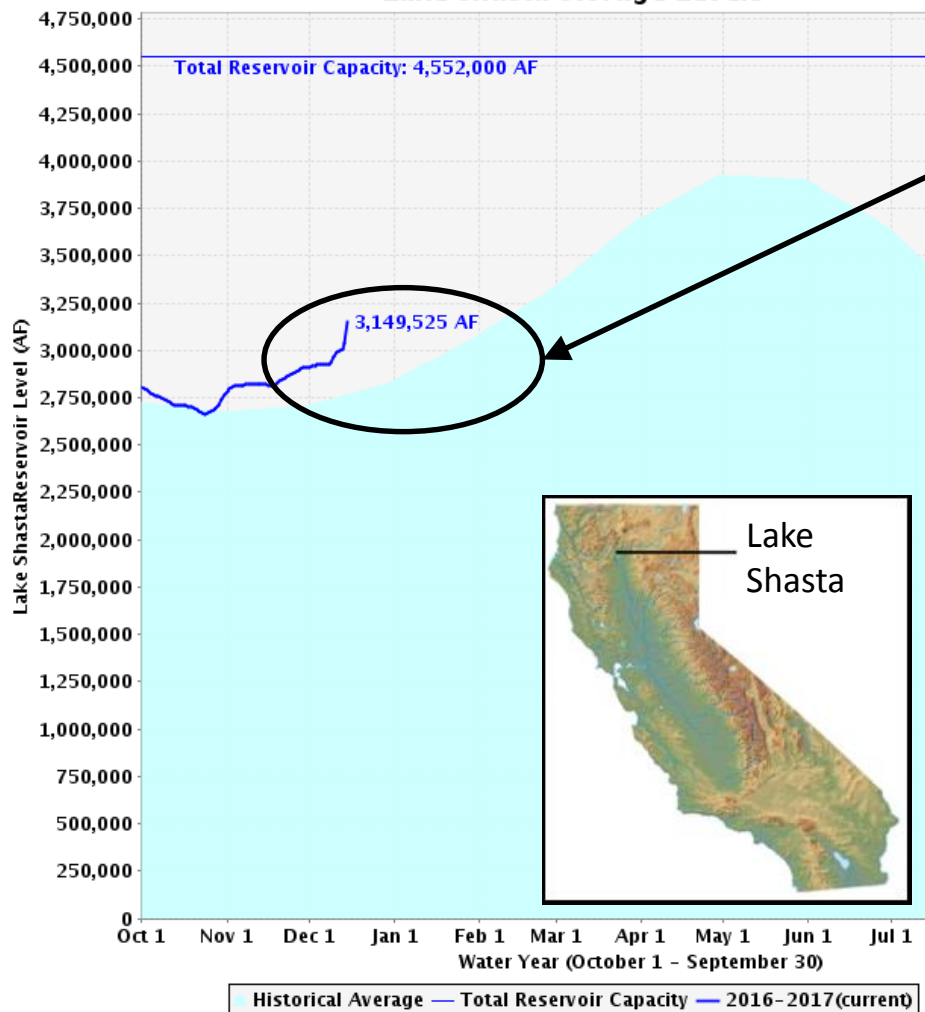 4,750,000
4,500,000
4,250,000
4,000,000
3,750,000
3,500,000
3,250,000
3,000,000
2,750,000
2,500,000
2,250,000
2,000,000
1,750,000
1,500,000
1,250,000
1,000,000
750,000
500,000
250,000
0
Lake ShastaReservoir Level (AF)
Total Reservoir Capacity: 4,552,000 AF
3,149,525 AF
Lake
Shasta
Oct 1 Nov 1 Dec 1 Jan 1 Feb 1 Mar 1 Apr 1 May 1 Jun 1 Jul 1
Water Year (October 1 - September 30)
Historical Average Total Reservoir Capacity 2016-2017(current)